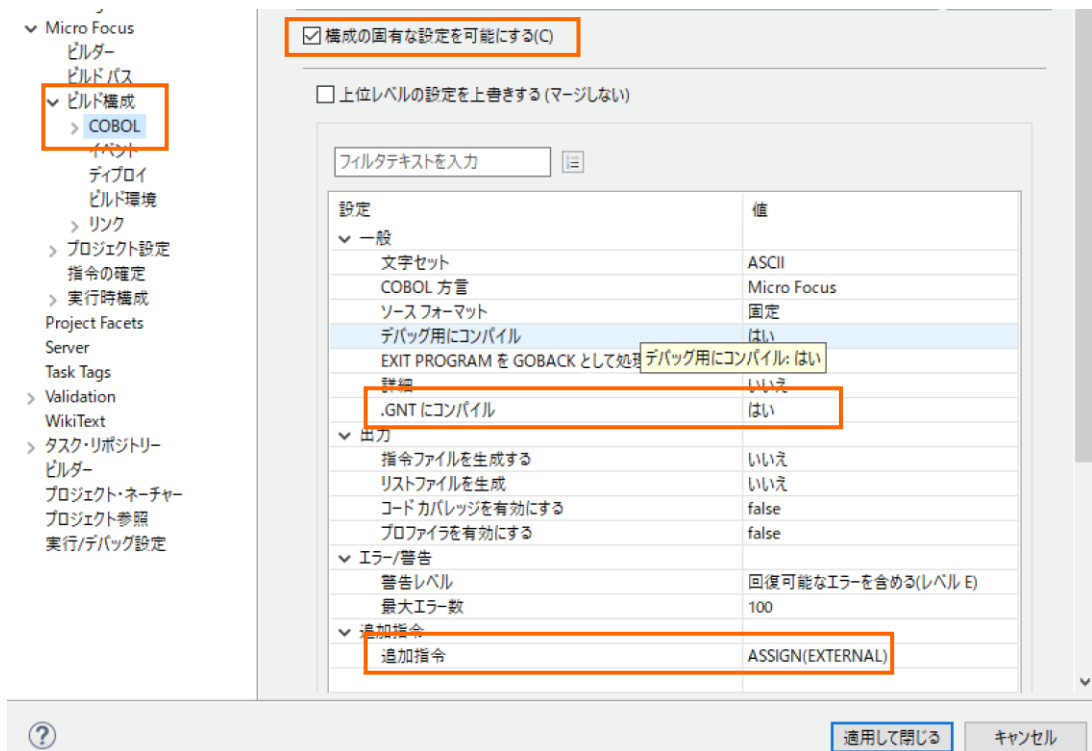 Micro Focus
ビルダー
ビルド パス
ビルド構成
COBOL
イベント
ディプロイ
ビルド環境
リンク
プロジェクト設定
指令の確定
実行時構成
Project Facets
Server
Task Tags
Validation
WikiText
タスク・リポジトリー
ビルダー
プロジェクト・ネーチャー
プロジェクト参照
実行/デバッグ設定
構成の固有な設定を可能にする(C)
上位レベルの設定を上書きする (マージしない)
フィルタテキストを入力
設定 値
一般
文字セット ASCII
COBOL 方言 Micro Focus
ソース フォーマット 固定
デバッグ用にコンパイル はい
EXIT PROGRAM を GOBACK として処理
デバッグ用にコンパイル: はい
詳細 いいえ
.GNT にコンパイル はい
出力
指令ファイルを生成する いいえ
リストファイルを生成 いいえ
コード カバレッジを有効にする false
プロファイラを有効にする false
エラー/警告
警告レベル 回復可能なエラーを含める(レベル E)
最大エラー数 100
追加指令
追加指令 ASSIGN(EXTERNAL)
?
適用して閉じる キャンセル